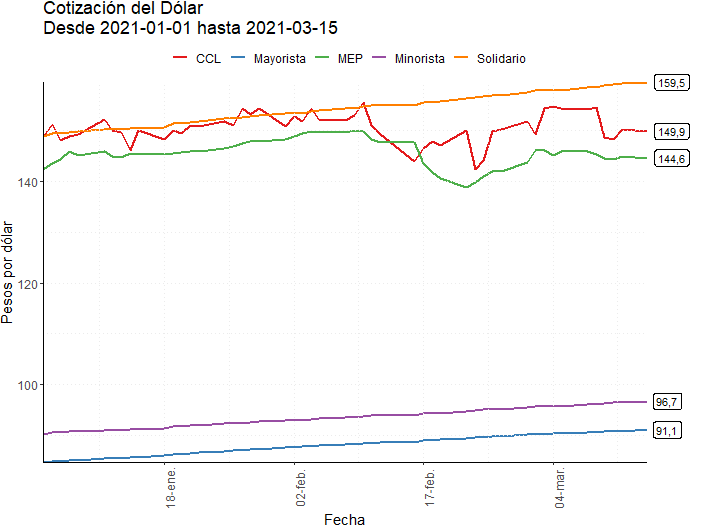 Cotización del Dólar
Desde 2021-01-01 hasta 2021-03-15
CCL Mayorista MEP Minorista Solidario
159,5
149,9
144,6
140
120
100
96,7
91,1
Pesos por dólar
18-ene.
02-feb.
17-feb.
04-mar.
Fecha